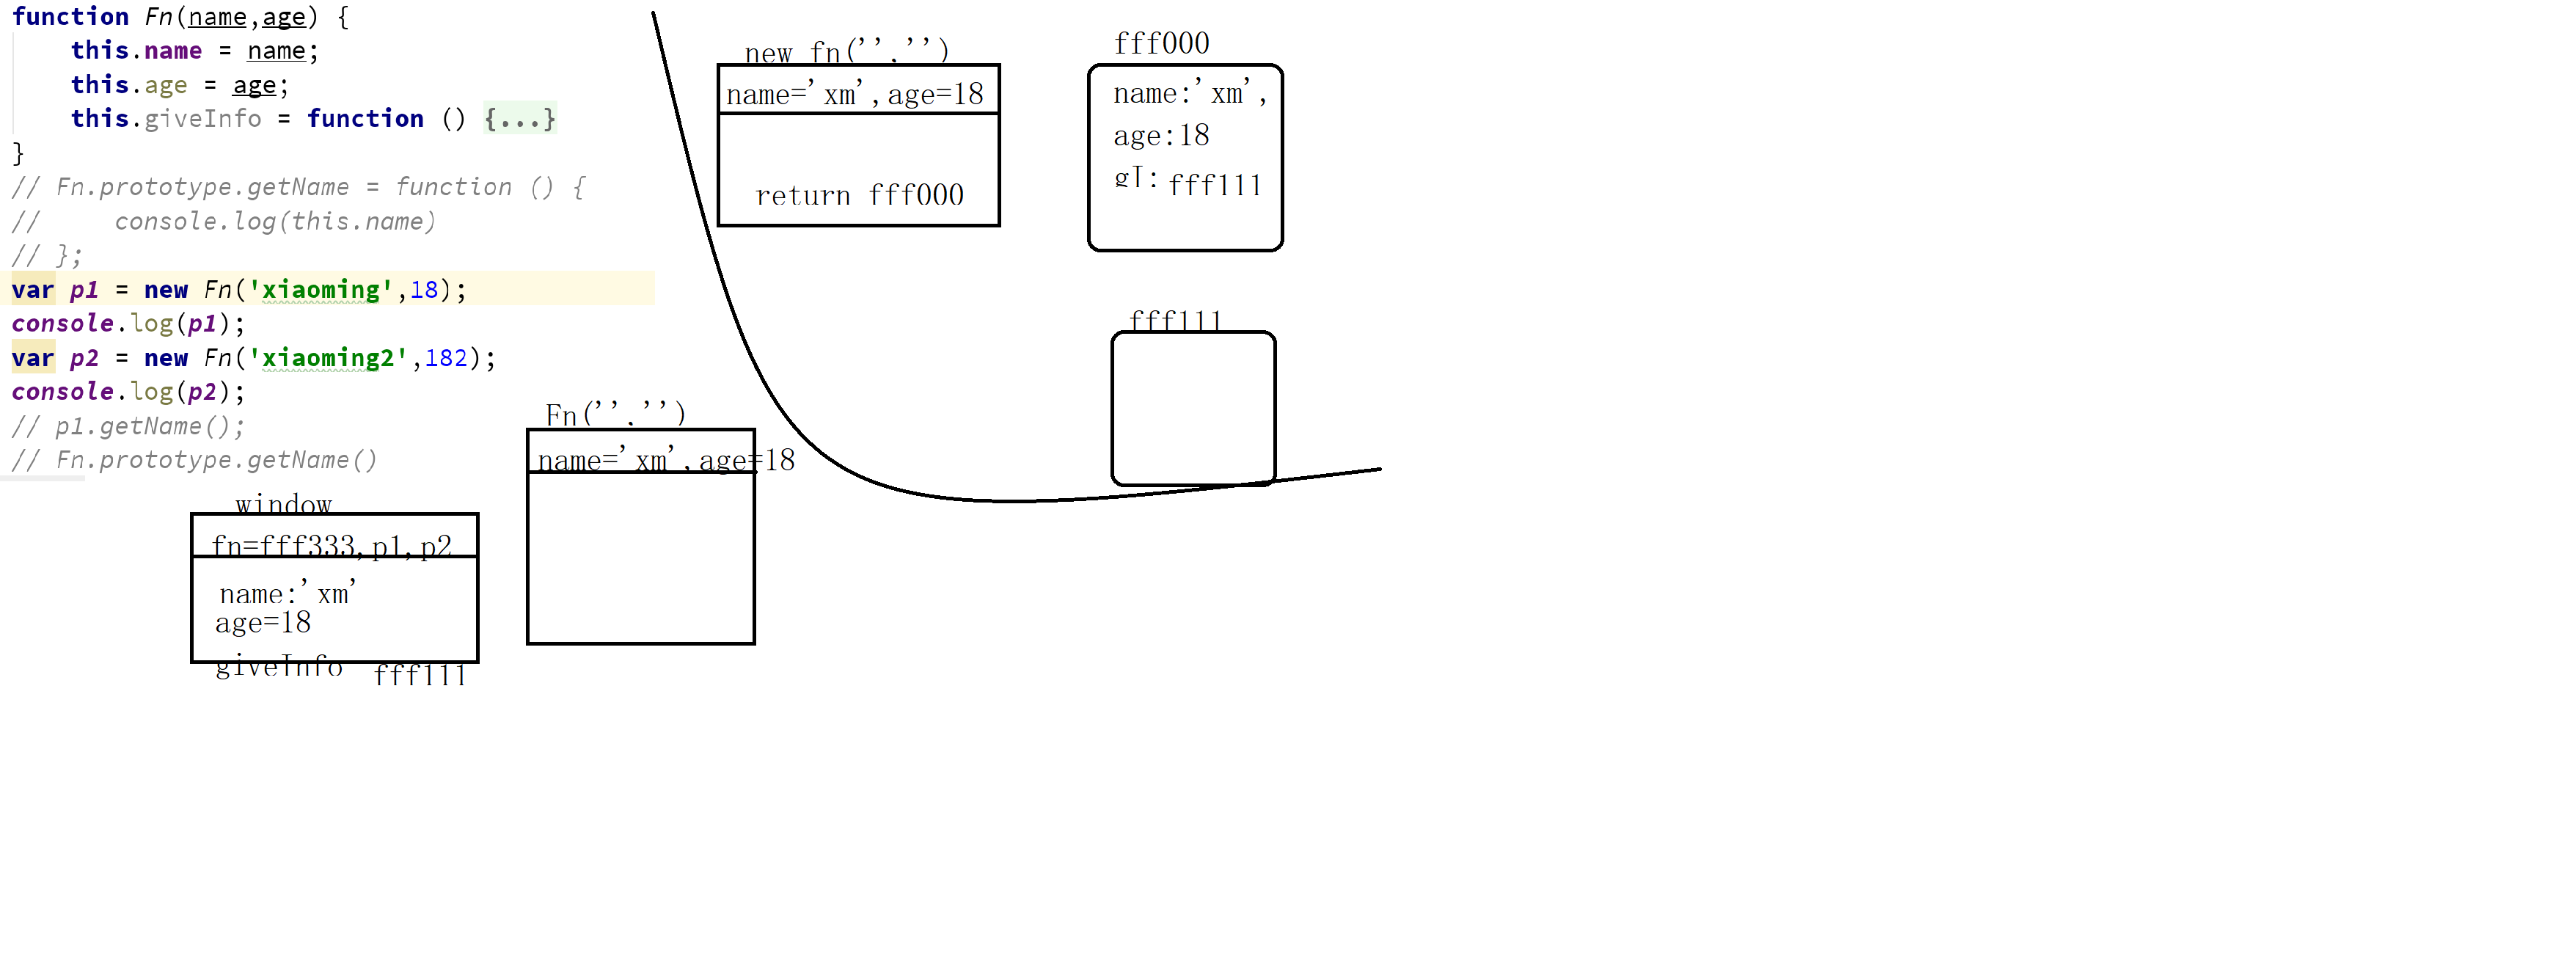 function Fn(name,age) {
    this.name = name;
    this.age = age;
    this.giveInfo = function () {...}
}
// Fn.prototype.getName = function () {
//     console.log(this.name)
// };
var p1 = new Fn('xiaoming',18);
console.log(p1);
var p2 = new Fn('xiaoming2',182);
console.log(p2);
// p1.getName();
// Fn.prototype.getName()
window
fn=fff333,p1,p2
name:'xm'
age=18
giveInfo fff111
Fn('','')
name='xm',age=18
new fn('','')
name='xm',age=18
return fff000
fff000
name:'xm',
age:18
gI: fff111
fff111